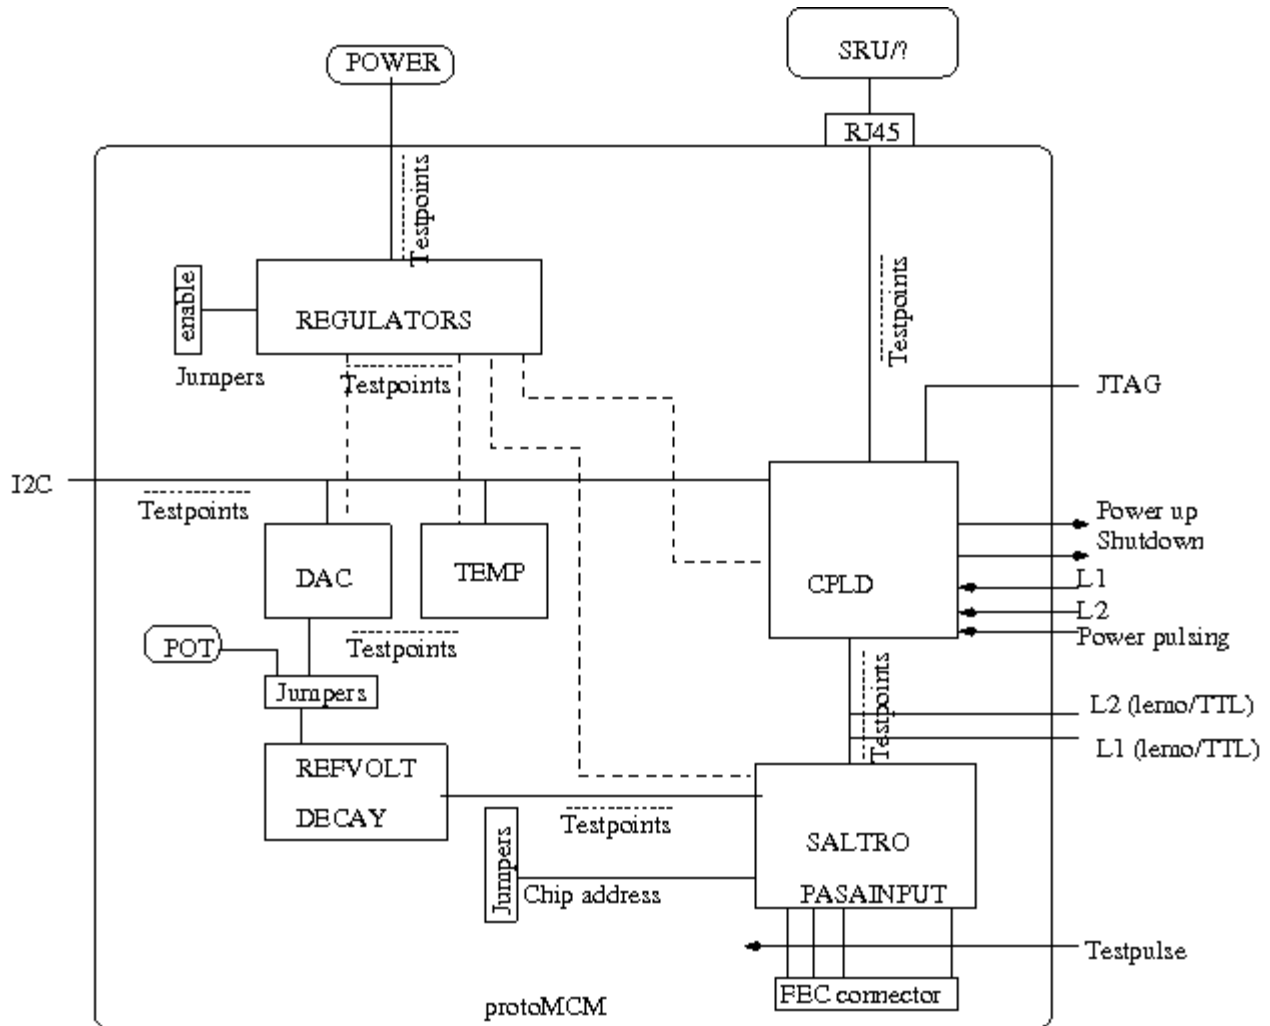 SRU/?
POWER
RJ45
Testpoints
Testpoints
enable
REGULATORS
Jumpers
Testpoints
JTAG
I2C
Testpoints
Power up
Shutdown
DAC
TEMP
CPLD
L1
L2
Power pulsing
POT
Testpoints
Jumpers
Testpoints
L2 (lemo/TTL)
L1 (lemo/TTL)
REFVOLT
DECAY
Testpoints
Jumpers
SALTRO
Chip address
PASAINPUT
Testpulse
FEC connector
protoMCM